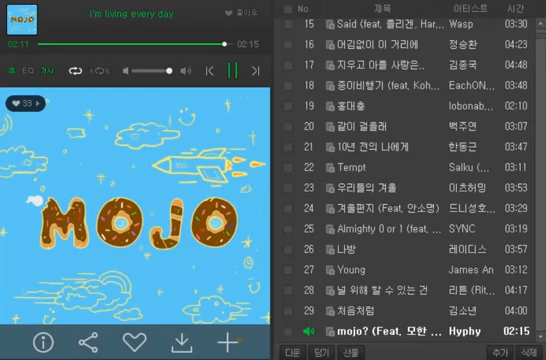 I'm living every day
♥ 좋아요
MOJO
02:11
02:15
EQ 가사
A B
♥ 33
MOJO
No 제목 아티스트 시간
15 Said (feat, 플리겐, Har,... Wasp 03:30
16 어김없이 이 거리에 정승환 04:23
17 지우고 아플 사랑은.. 김종국 04:48
18 종이비행기 (feat, Koh... EachON... 03:48
19 홍대출 lobonab... 02:10
20 같이 걸을래 백주연 03:07
21 10년 전의 나에게 한동근 03:47
22 Tempt Salku (... 03:11
23 우리들의 겨울 이츠허밍 03:53
24 겨울편지 (Feat, 안소명) 드니성호... 03:29
25 Almighty 0 or 1 (feat, ... SYNC 03:19
26 나방 레이디스 03:57
27 Young James An 03:12
28 널 위해 할 수 있는 건 리튼 (Rit... 04:17
29 처음처럼 김소년 04:00
mojo? (Feat, 모한 ... Hyphy 02:15
다운 담기 선물 추가 삭제